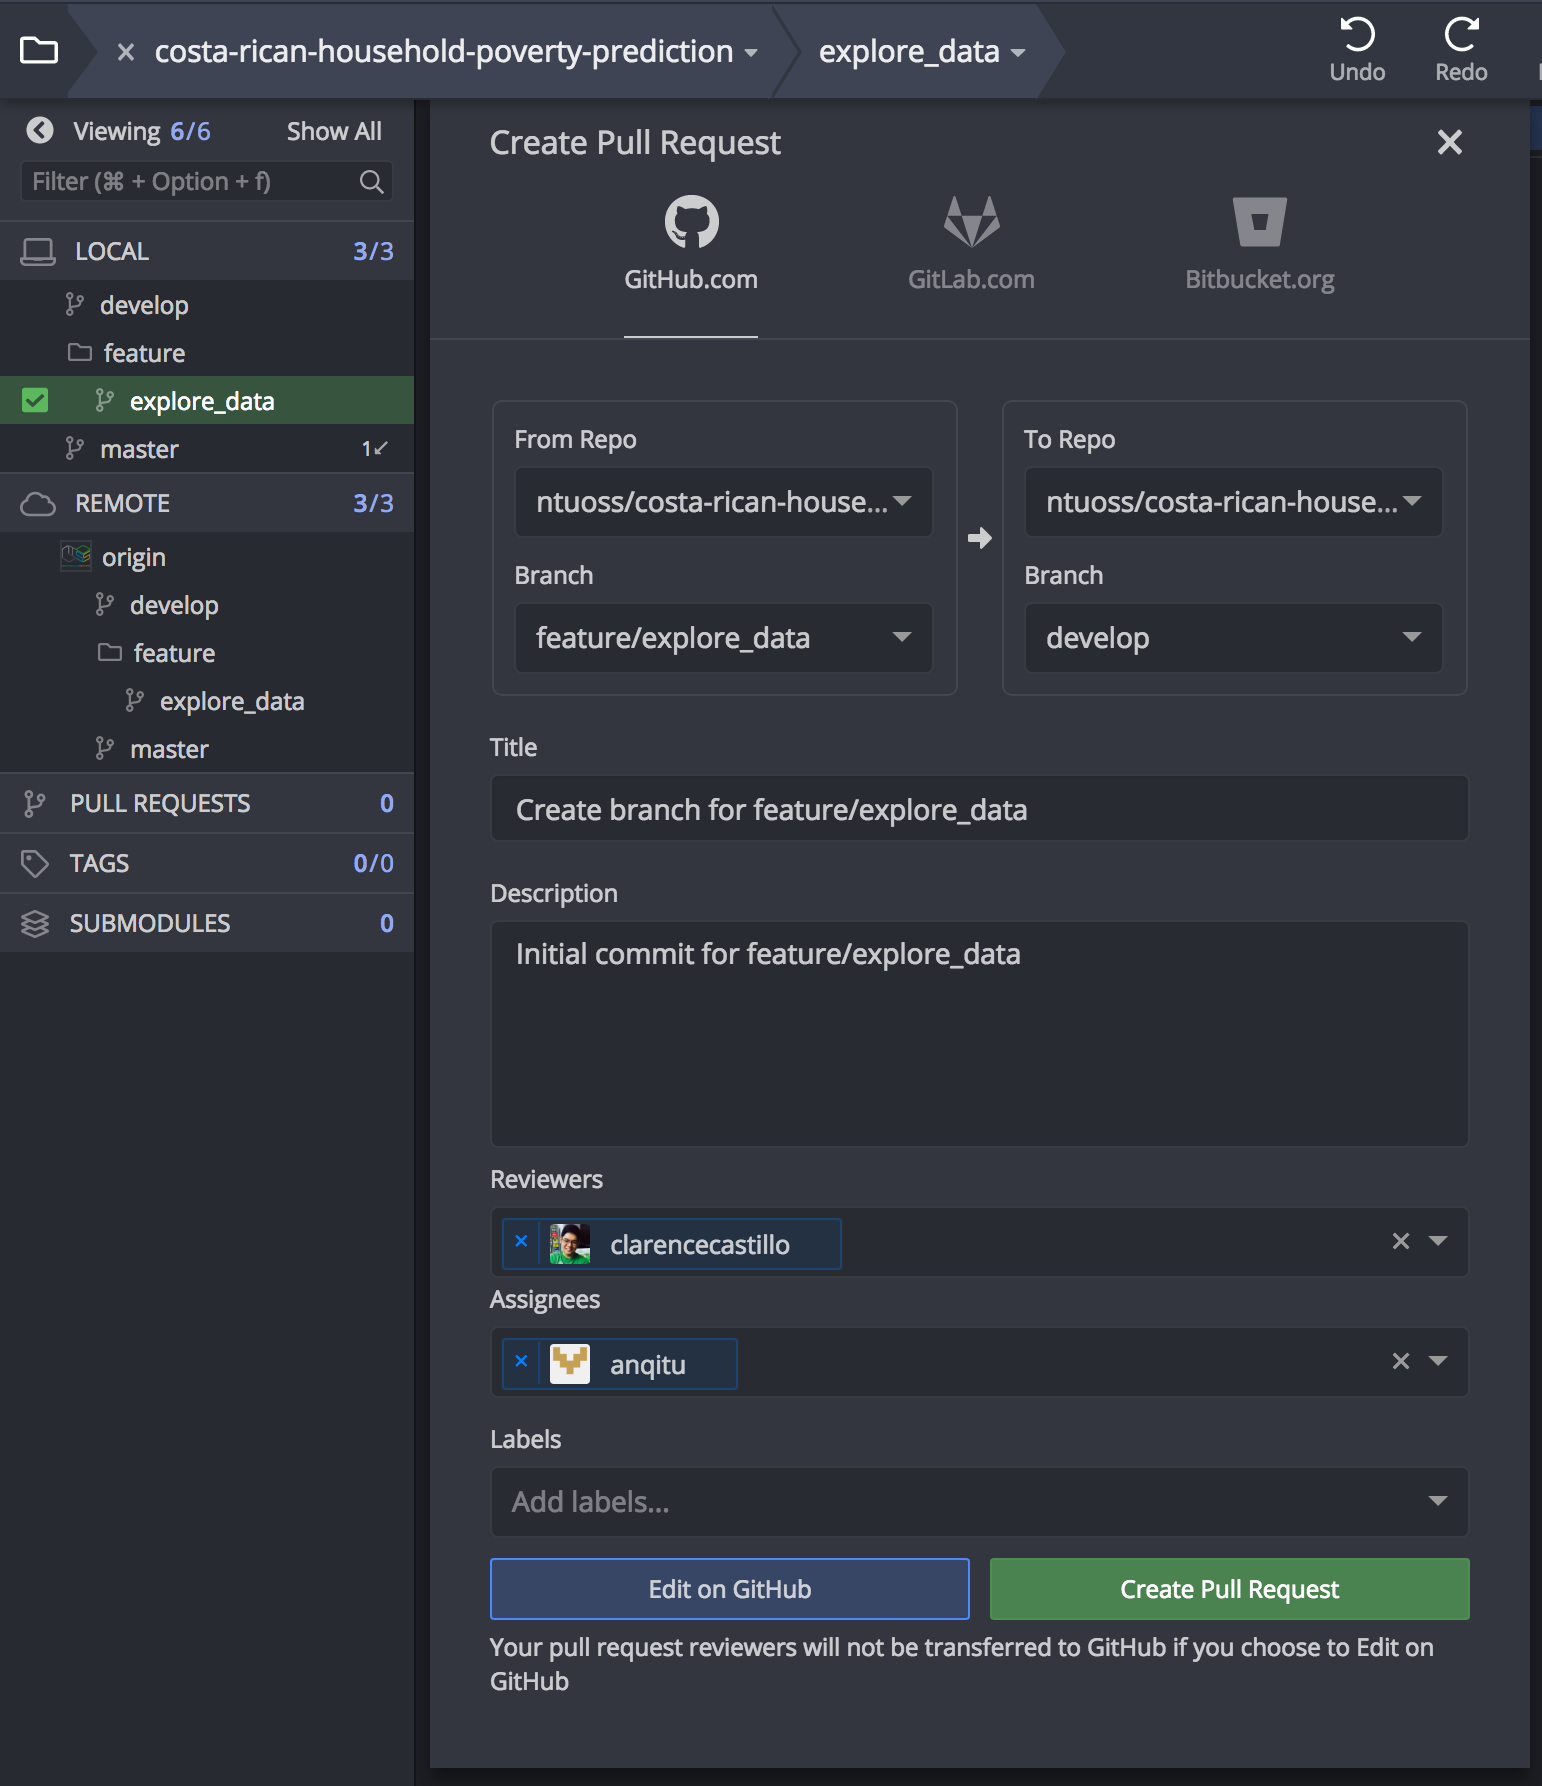 costa-rican-household-poverty-prediction
explore_data
Undo
Redo
Viewing 6/6
Show All
Filter (⌘ + Option + f)
LOCAL 3/3
develop
feature
explore_data
master 1
REMOTE 3/3
origin
develop
feature
explore_data
master
PULL REQUESTS 0
TAGS 0/0
SUBMODULES 0
Create Pull Request
GitHub.com
GitLab.com
Bitbucket.org
From Repo
ntuoss/costa-rican-house...
Branch
feature/explore_data
To Repo
ntuoss/costa-rican-house...
Branch
develop
Title
Create branch for feature/explore_data
Description
Initial commit for feature/explore_data
Reviewers
clarencecastillo
Assignees
anqitu
Labels
Add labels...
Edit on GitHub
Create Pull Request
Your pull request reviewers will not be transferred to GitHub if you choose to Edit on
GitHub